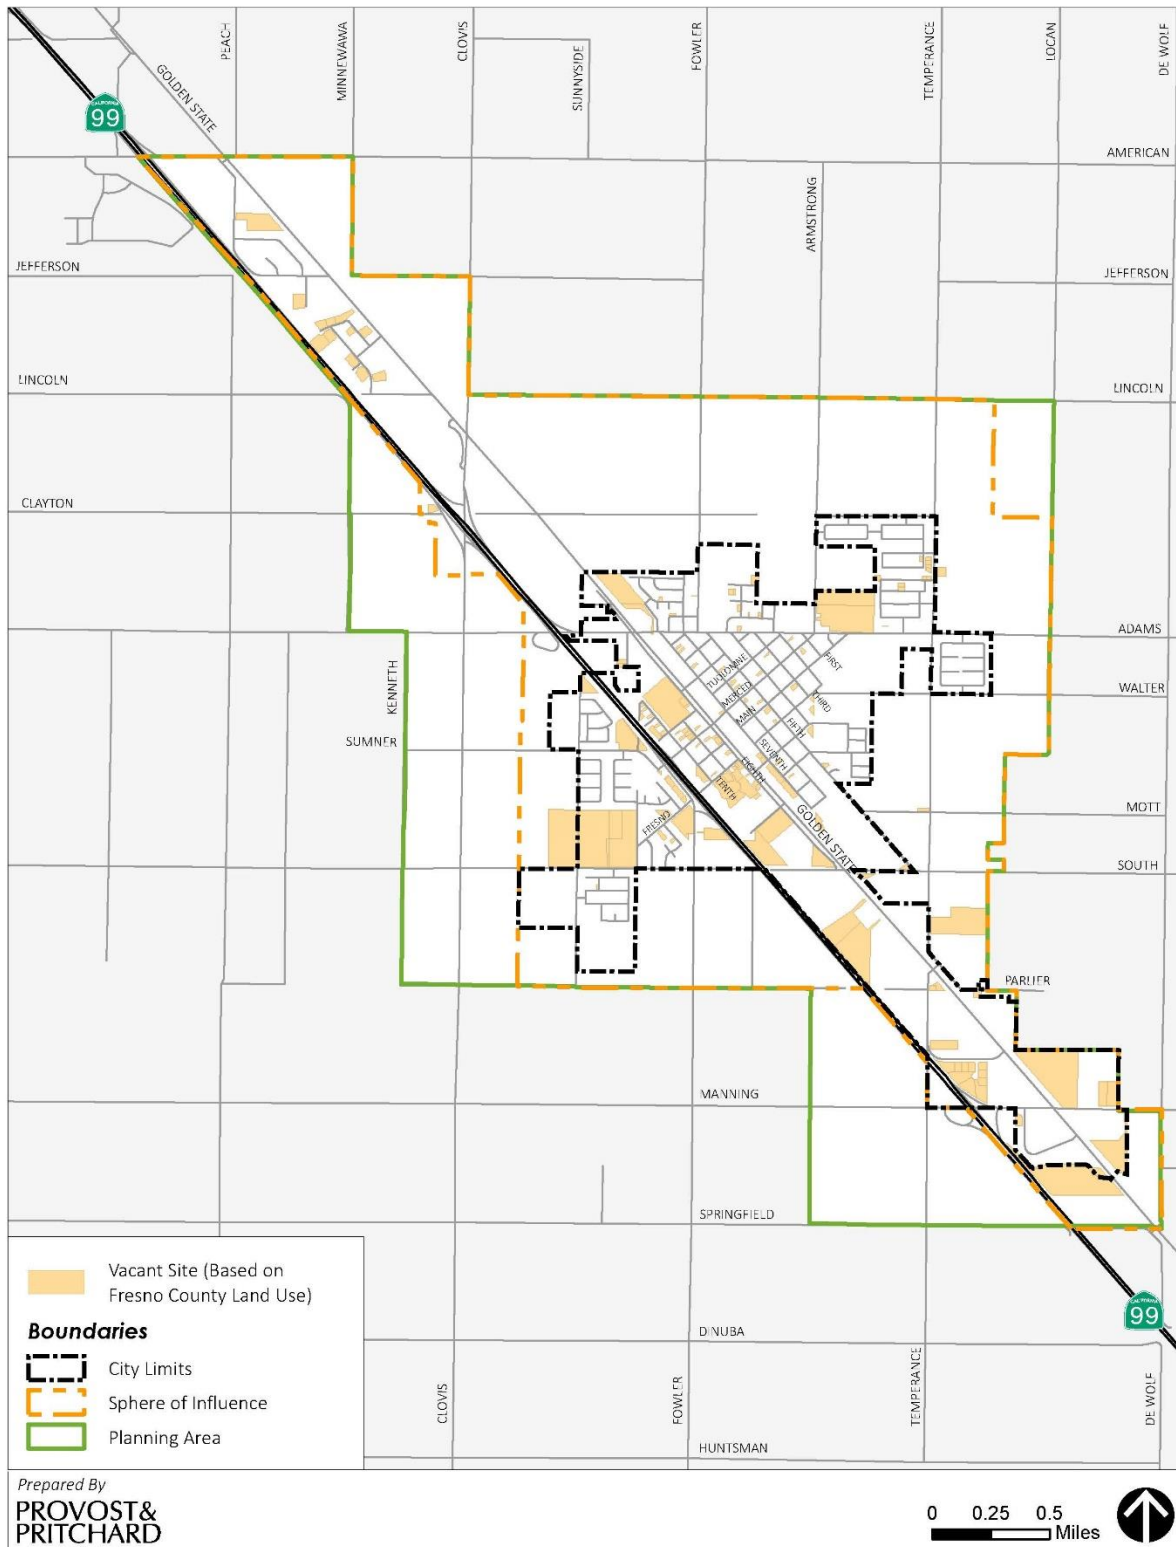 PEACH
MINNEWAWA
CLOVIS
SUNNYSIDE
FOWLER
TEMPERANCE
LOCAN
DE WOLF
GOLDEN STATE
CALIFORNIA
99
AMERICAN
ARMSTRONG
JEFFERSON
JEFFERSON
LINCOLN
LINCOLN
CLAYTON
ADAMS
TUOLUMNE
FIRST
MERCED
THIRD
MAIN
FIFTH
KENNETH
WALTER
SUMNER
SEVENTH
EIGHTH
TENTH
FRESNO
GOLDEN STATE
MOTT
SOUTH
PARLIER
MANNING
SPRINGFIELD
CALIFORNIA
99
DINUBA
CLOVIS
FOWLER
TEMPERANCE
DE WOLF
HUNTSMAN
Vacant Site (Based on
Fresno County Land Use)
Boundaries
City Limits
Sphere of Influence
Planning Area
Prepared By
PROVOST&
PRITCHARD
0 0.25 0.5
Miles